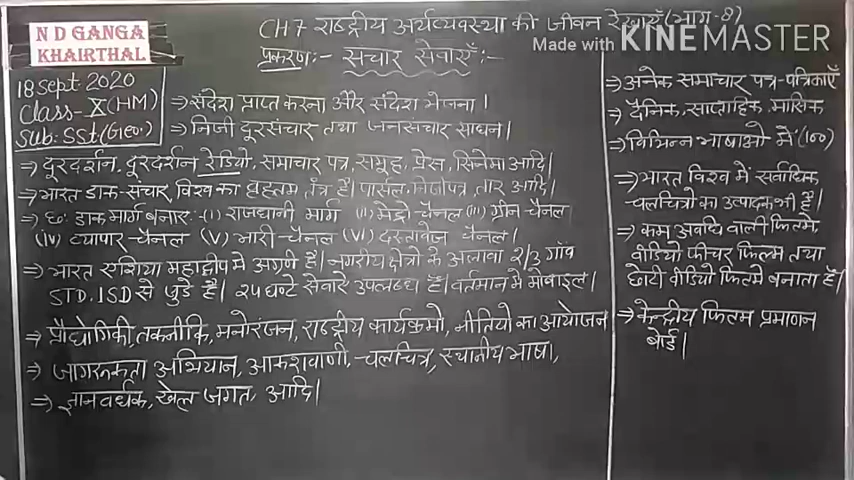 CH7 राष्ट्रीय अर्थव्यवस्था की जीवन रेखाएँ (भाग-8)
Made with KINEMASTER
N D GANGA
KHAIRTHAL
प्रकरण:- संचार सेवाएँ:-
18 Sept. 2020
Class-X(HM)
Sub: SSt(Geo.)
⇒ संदेश प्राप्त करना और संदेश भेजना।
⇒ निजी दूरसंचार तथा जनसंचार साधन।
⇒ दूरदर्शन, दूरदर्शन रेडियो, समाचार पत्र, समूह, प्रेस, सिनेमा आदि।
⇒ भारत डाक-संचार, विश्व का वृहतम, तंत्र है। पार्सल, निजीपत्र, तार आदि।
⇒ छः डाक मार्ग बनाए:- (I) राजधानी मार्ग (II) मेट्रो चैनल (III) ग्रीन चैनल
(IV) व्यापार चैनल (V) भारी चैनल (VI) दस्तावेज चैनल।
⇒ भारत एशिया महाद्वीप मे अग्रणी है। नगरीय क्षेत्रो के अलावा 2/3 गाँव
STD. ISD से जुड़े है। 24 घण्टे सेवाए उपलब्ध है। वर्तमान मे मोबाइल।
⇒ प्रौद्योगिकी, तकनीकि, मनोरंजन, राष्ट्रीय कार्यक्रमो, नीतियो का आयोजन
⇒ जागरूकता अभियान, आकाशवाणी, चलचित्र, स्थानीय भाषा,
⇒ ज्ञानवर्धक, खेल जगत, आदि।
⇒ अनेक समाचार पत्र-पत्रिकाएँ
⇒ दैनिक, साप्ताहिक, मासिक
⇒ विभिन्न भाषाओ में (100)
⇒ भारत विश्व मे सर्वाधिक
चलचित्रो का उत्पादक भी है।
⇒ कम अवधि वाली फिल्मे,
वीडियो फीचर फिल्म तथा
छोटी वीडियो फिल्मे बनाता है।
⇒ केन्द्रीय फिल्म प्रमाणन
बोर्ड।